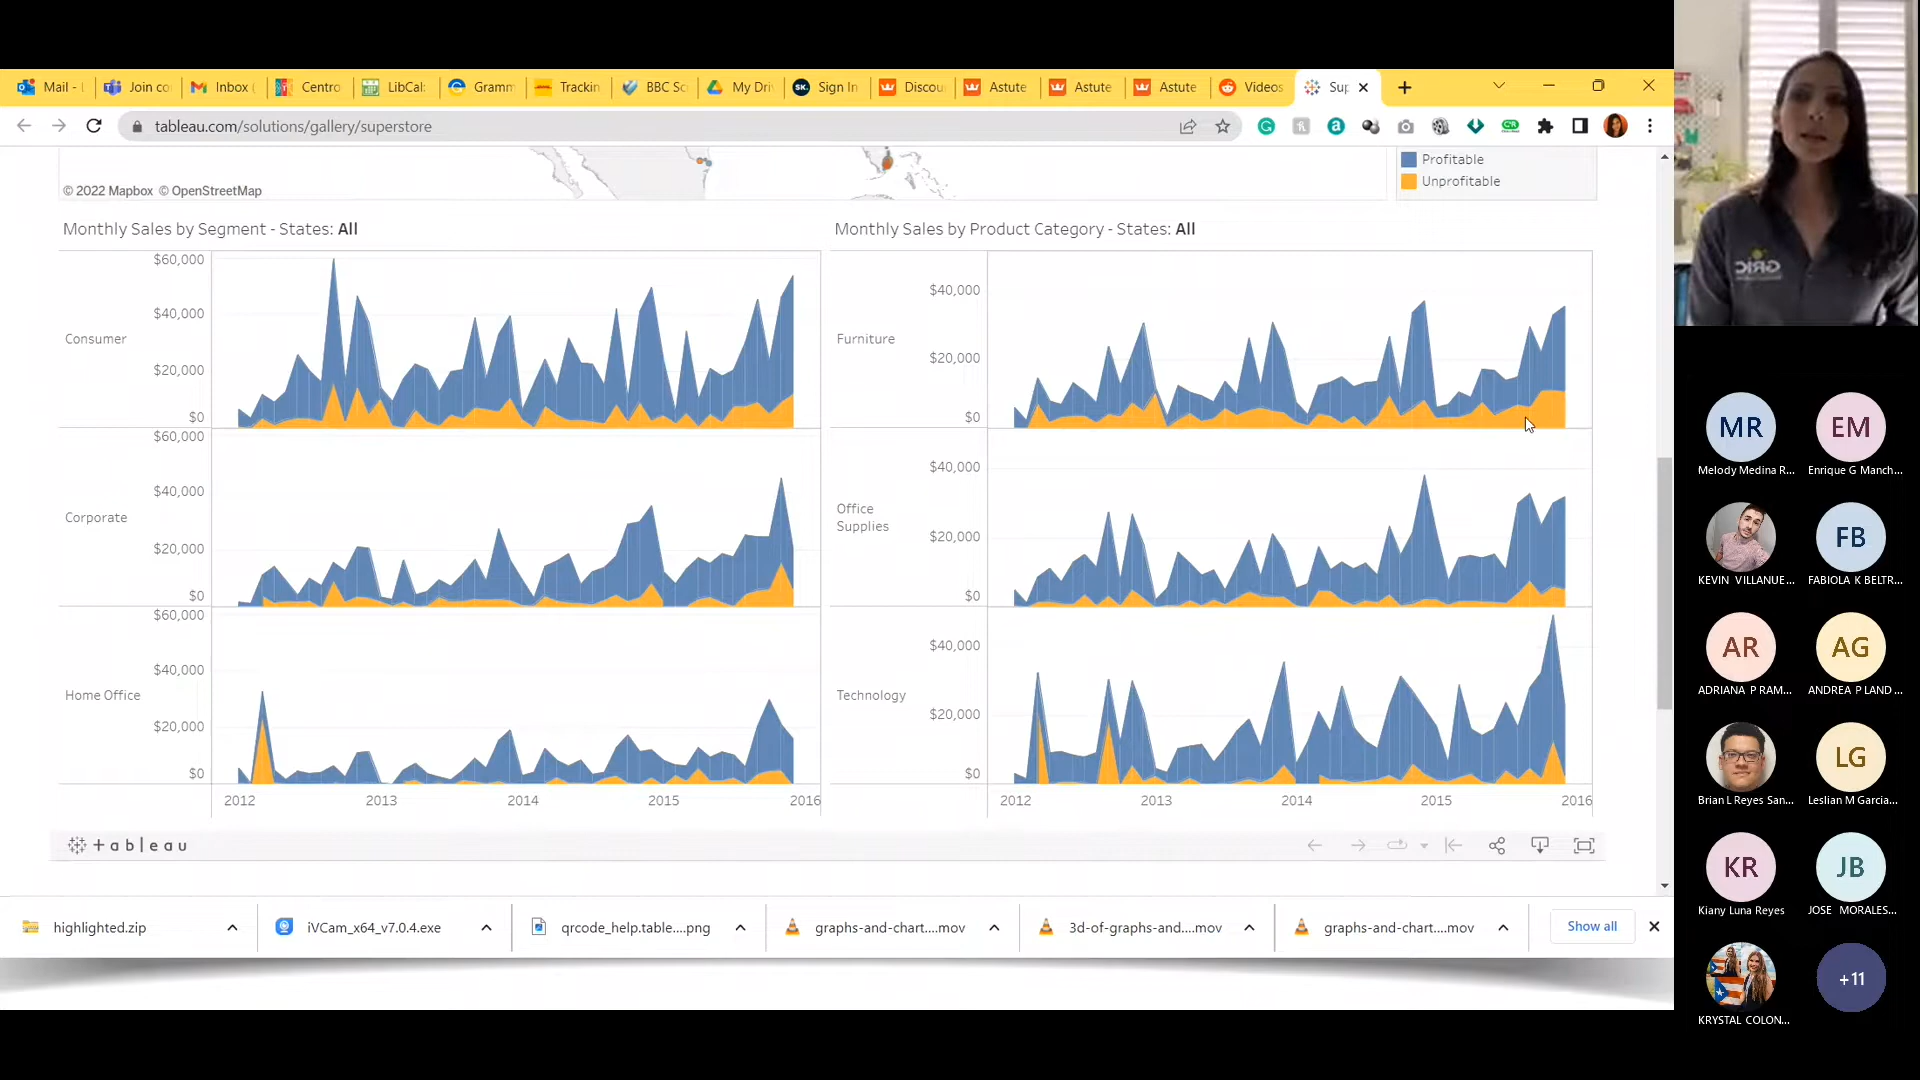 Mail -
Join co
Inbox (
Centro
LibCal:
Gramm
Trackin
BBC Sc
My Driv
SK.
Sign In
Discou
Astute
Astute
Astute
Videos
Sup
tableau.com/solutions/gallery/superstore
© 2022 Mapbox © OpenStreetMap
Profitable
Unprofitable
Monthly Sales by Segment - States: All
$60,000
$40,000
Consumer
$20,000
$0
$60,000
$40,000
Corporate
$20,000
$0
$60,000
$40,000
Home Office
$20,000
$0
2012 2013 2014 2015 2016
Monthly Sales by Product Category - States: All
$40,000
Furniture
$20,000
$0
$40,000
Office
Supplies
$20,000
$0
$40,000
Technology
$20,000
$0
2012 2013 2014 2015 2016
+ableau
highlighted.zip
iVCam_x64_v7.0.4.exe
qrcode_help.table....png
graphs-and-chart....mov
3d-of-graphs-and....mov
graphs-and-chart....mov
Show all
GRIC
MR
Melody Medina R...
EM
Enrique G Manch...
KEVIN VILLANUE...
FB
FABIOLA K BELTR...
AR
ADRIANA P RAM...
AG
ANDREA P LAND ...
Brian L Reyes San...
LG
Leslian M Garcia...
KR
Kiany Luna Reyes
JB
JOSE MORALES...
KRYSTAL COLON...
+11